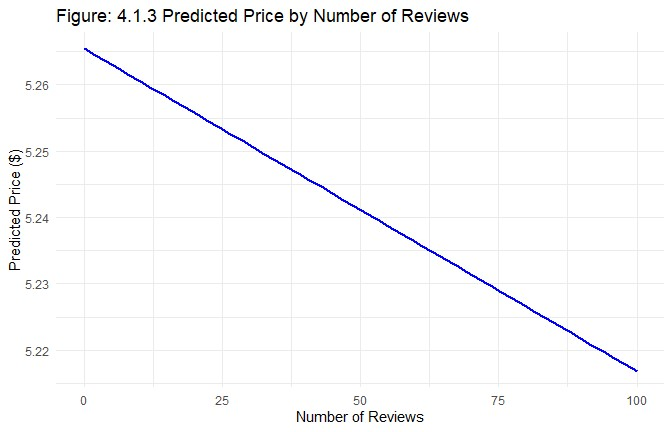 Figure: 4.1.3 Predicted Price by Number of Reviews
Predicted Price ($)
5.26
5.25
5.24
5.23
5.22
0 25 50 75 100
Number of Reviews